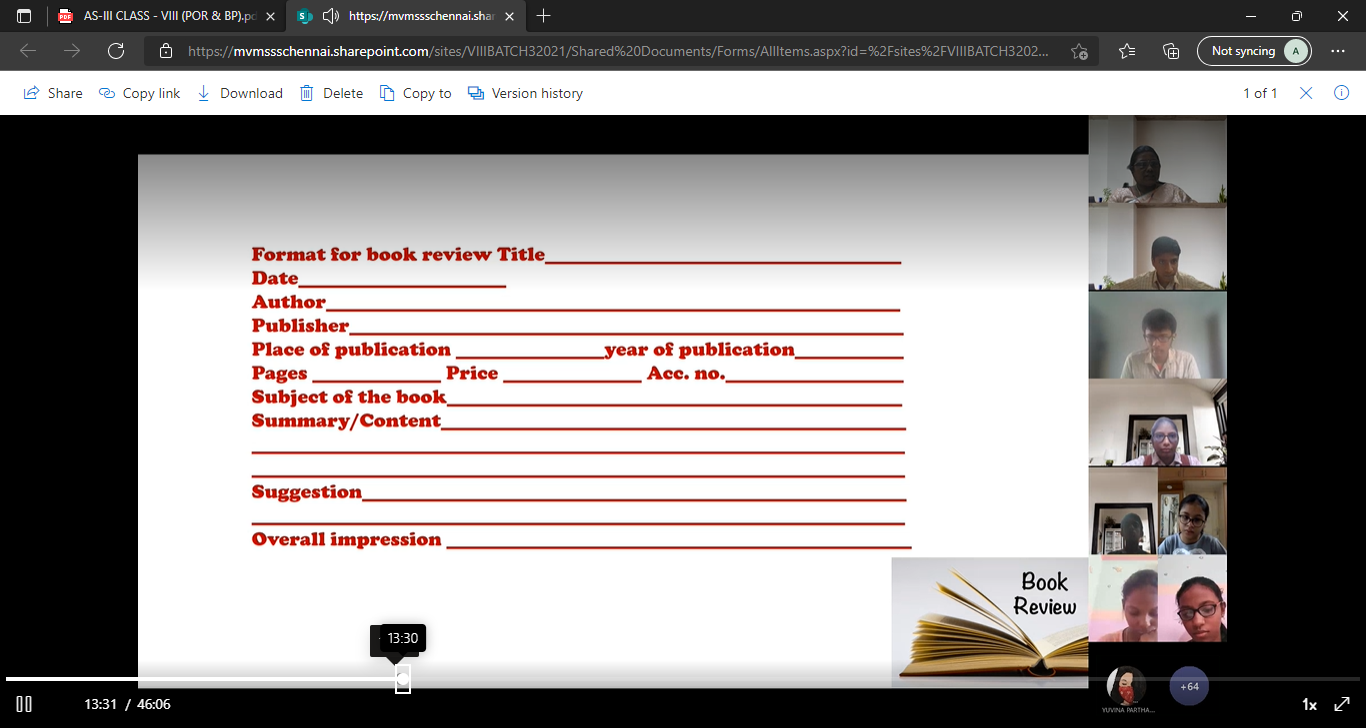 AS-III CLASS - VIII (POR & BP).pd
https://mvmssschennai.shar
https://mvmssschennai.sharepoint.com/sites/VIIIBATCH32021/Shared%20Documents/Forms/AllItems.aspx?id=%2Fsites%2FVIIIBATCH3202...
Not syncing A
Share Copy link Download Delete Copy to Version history 1 of 1
Format for book review Title
Date
Author
Publisher
Place of publication year of publication
Pages Price Acc. no.
Subject of the book
Summary/Content
Suggestion
Overall impression
Book
Review
13:30
+64
YUVINA PARTHA...
13:31 / 46:06 1x